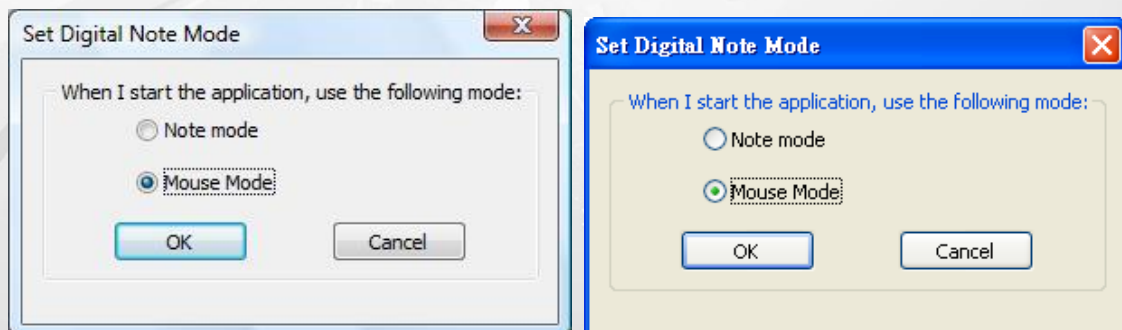 Set Digital Note Mode
When I start the application, use the following mode:
Note mode
Mouse Mode
OK Cancel
Set Digital Note Mode
When I start the application, use the following mode:
Note mode
Mouse Mode
OK Cancel